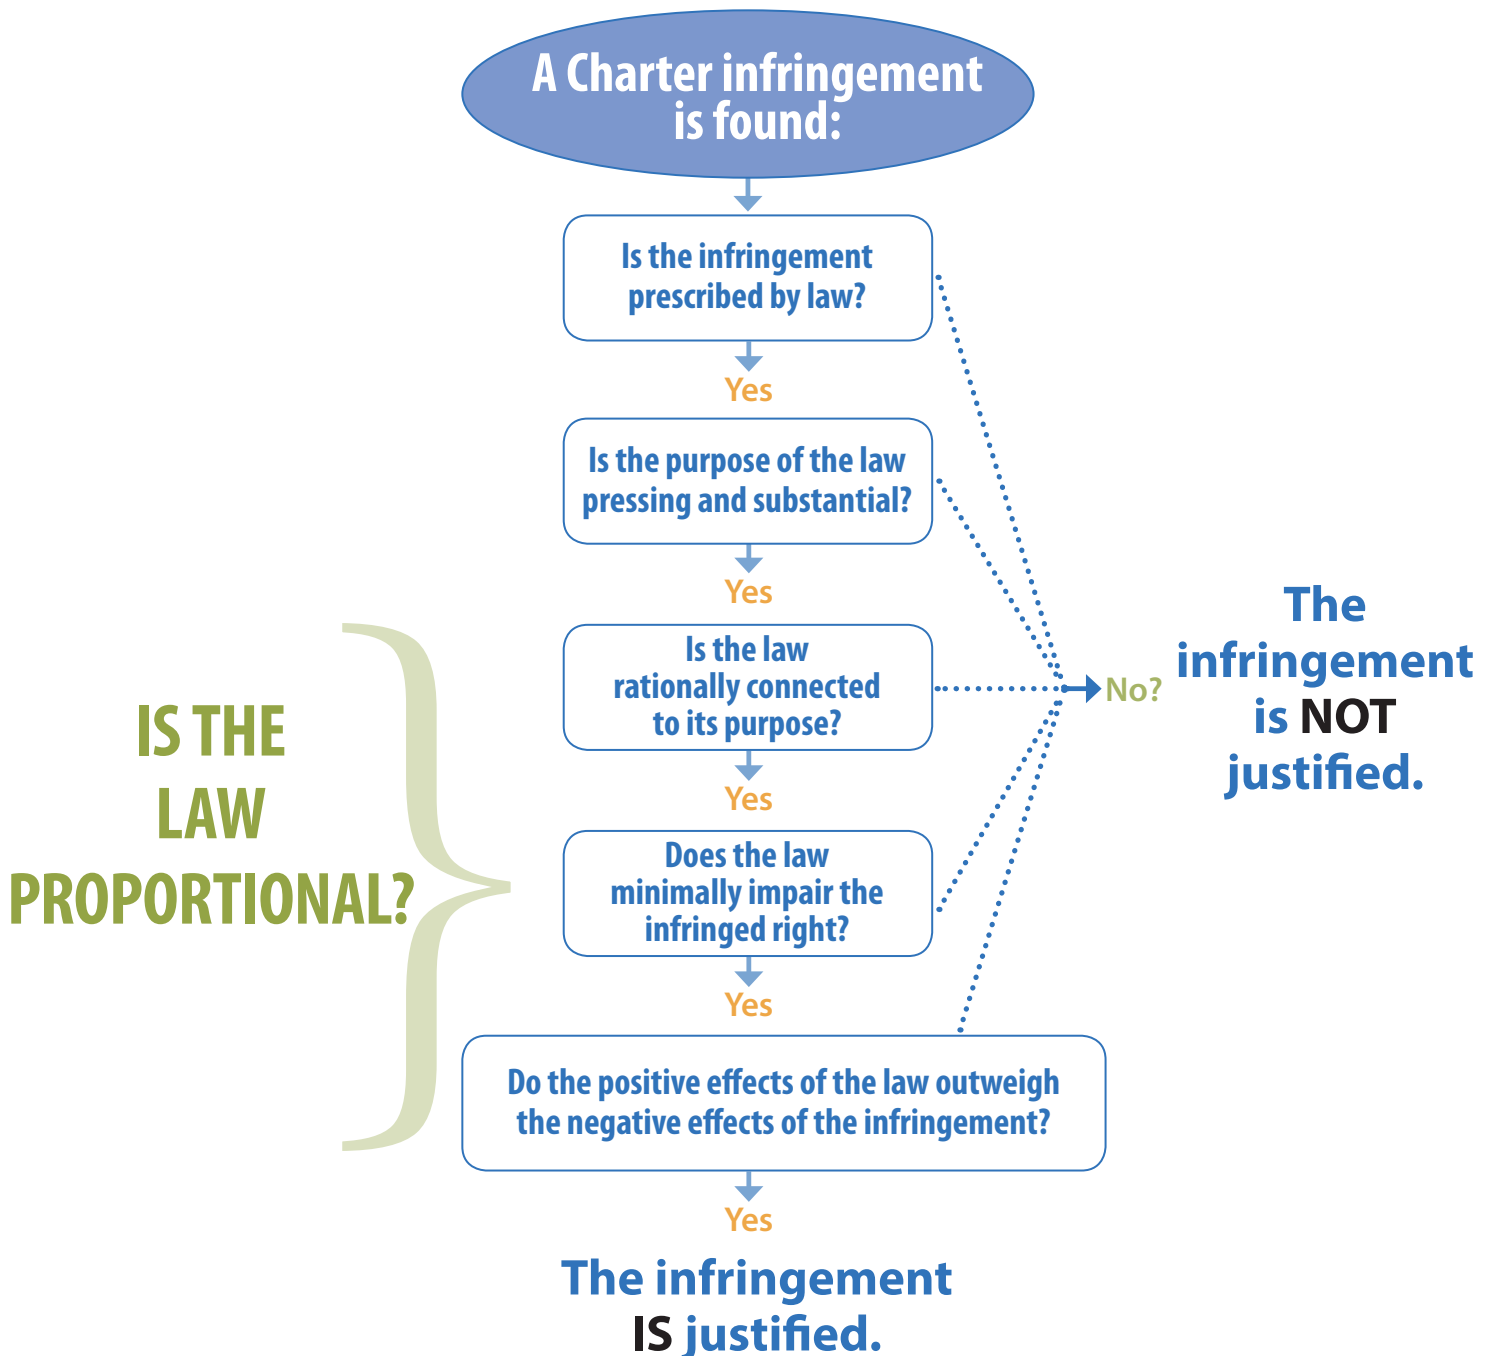 A Charter infringement
is found:
Is the infringement
prescribed by law?
Yes
Is the purpose of the law
pressing and substantial?
Yes
Is the law
rationally connected
to its purpose?
Yes
Does the law
minimally impair the
infringed right?
Yes
Do the positive effects of the law outweigh
the negative effects of the infringement?
Yes
The infringement
IS justified.
IS THE
LAW
PROPORTIONAL?
No?
The
infringement
is NOT
justified.